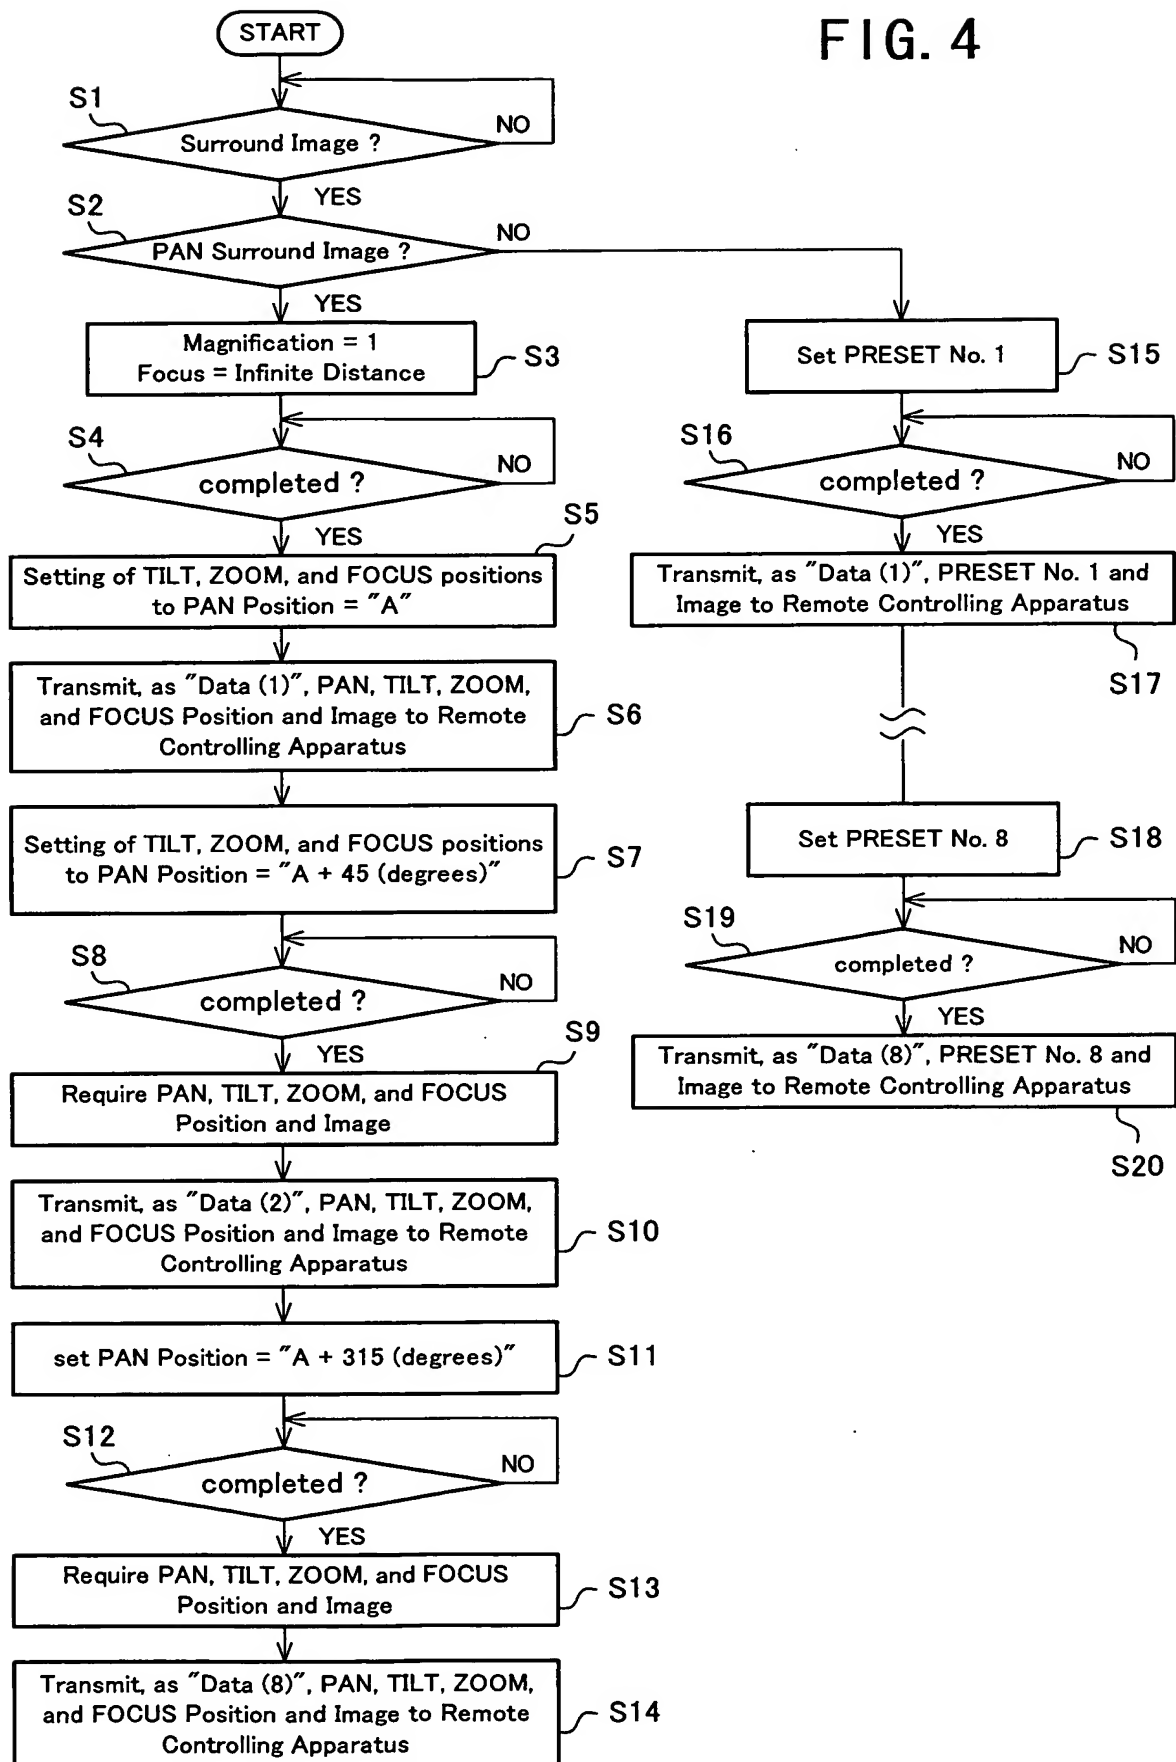 FIG. 4
START
S1
Surround Image ?
NO
YES
S2
PAN Surround Image ?
NO
YES
Magnification = 1
Focus = Infinite Distance
S3
S4
completed ?
NO
YES
S5
Setting of TILT, ZOOM, and FOCUS positions
to PAN Position = "A"
Transmit, as "Data (1)", PAN, TILT, ZOOM,
and FOCUS Position and Image to Remote
Controlling Apparatus
S6
Setting of TILT, ZOOM, and FOCUS positions
to PAN Position = "A + 45 (degrees)"
S7
S8
completed ?
NO
YES
S9
Require PAN, TILT, ZOOM, and FOCUS
Position and Image
Transmit, as "Data (2)", PAN, TILT, ZOOM,
and FOCUS Position and Image to Remote
Controlling Apparatus
S10
set PAN Position = "A + 315 (degrees)"
S11
S12
completed ?
NO
YES
Require PAN, TILT, ZOOM, and FOCUS
Position and Image
S13
Transmit, as "Data (8)", PAN, TILT, ZOOM,
and FOCUS Position and Image to Remote
Controlling Apparatus
S14
Set PRESET No. 1
S15
S16
completed ?
NO
YES
Transmit, as "Data (1)", PRESET No. 1 and
Image to Remote Controlling Apparatus
S17
Set PRESET No. 8
S18
S19
completed ?
NO
YES
Transmit, as "Data (8)", PRESET No. 8 and
Image to Remote Controlling Apparatus
S20